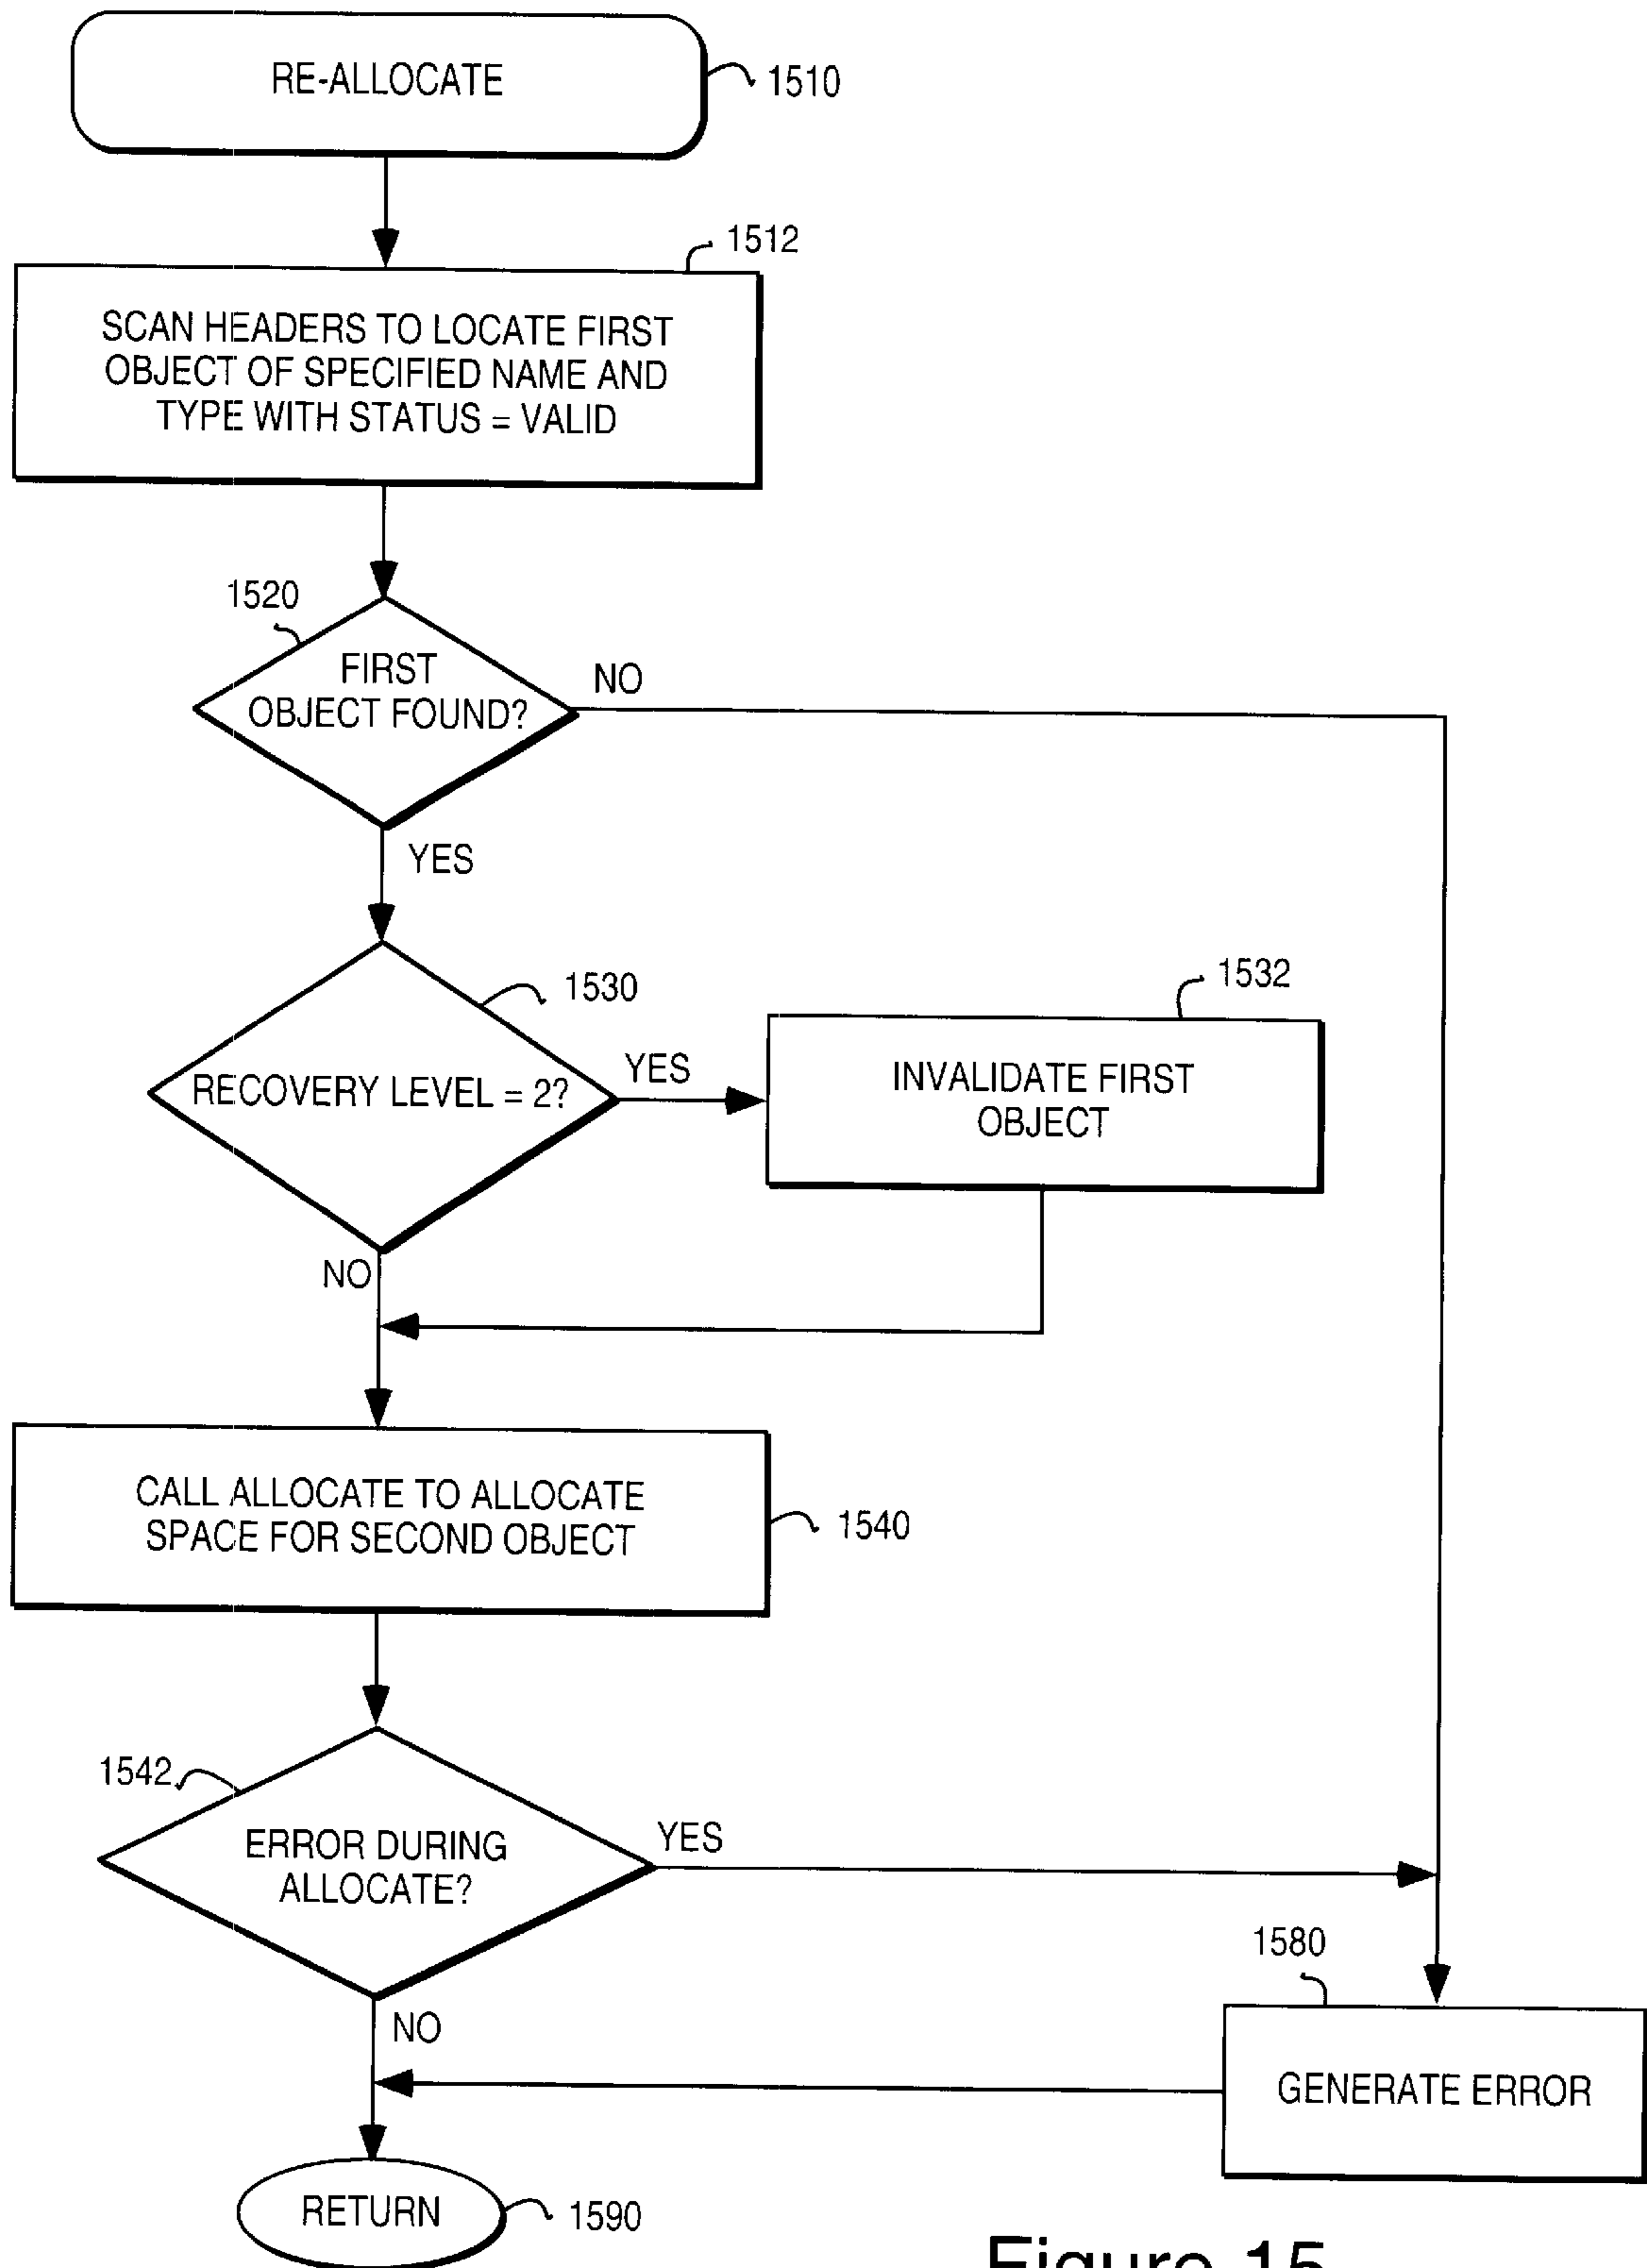 RE-ALLOCATE
1510
1512
SCAN HEADERS TO LOCATE FIRST
OBJECT OF SPECIFIED NAME AND
TYPE WITH STATUS = VALID
1520
FIRST
OBJECT FOUND?
NO
YES
1530
RECOVERY LEVEL = 2?
YES
1532
INVALIDATE FIRST
OBJECT
NO
CALL ALLOCATE TO ALLOCATE
SPACE FOR SECOND OBJECT
1540
1542
ERROR DURING
ALLOCATE?
YES
1580
NO
GENERATE ERROR
RETURN
1590
Figure 15